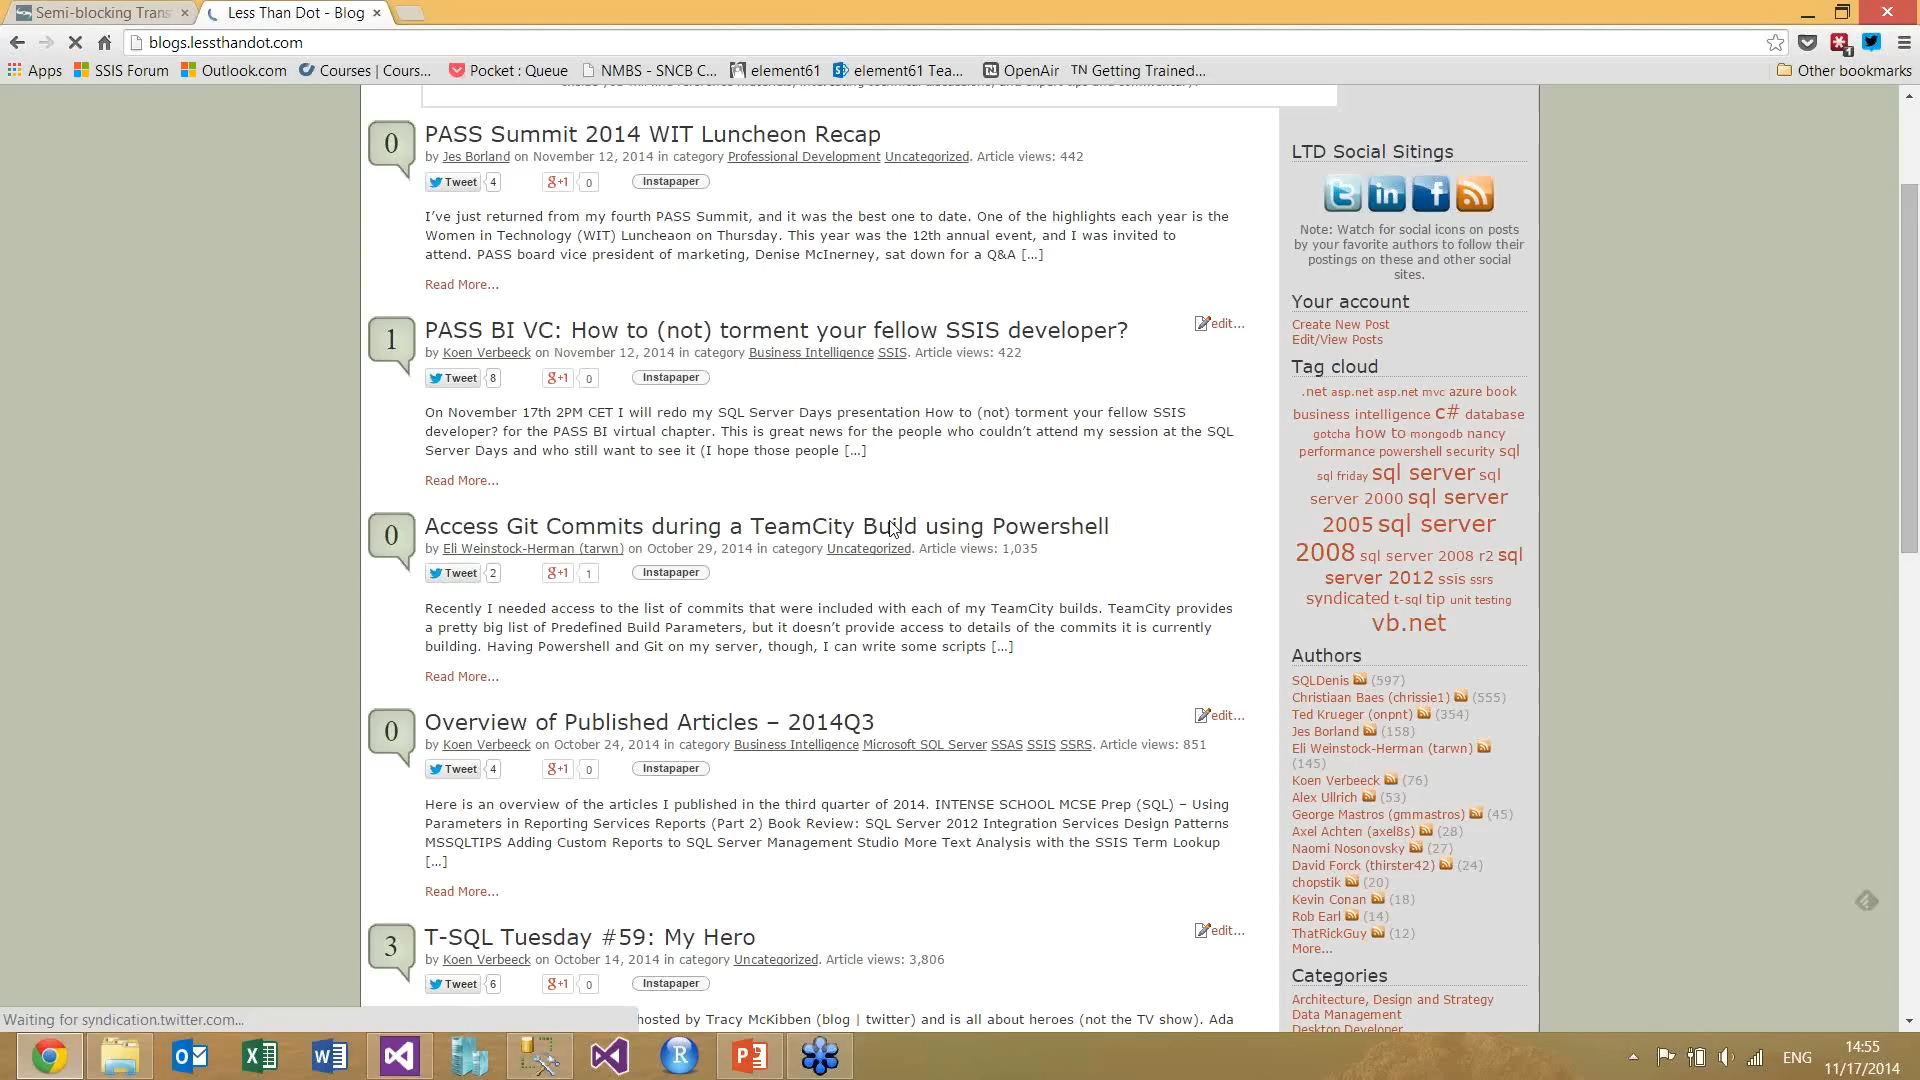 Semi-blocking Trans
Less Than Dot - Blog
blogs.lessthandot.com
Apps
SSIS Forum
Outlook.com
Courses | Cours...
Pocket : Queue
NMBS - SNCB C...
element61
element61 Tea...
OpenAir
TN Getting Trained...
Other bookmarks
0
PASS Summit 2014 WIT Luncheon Recap
by Jes Borland on November 12, 2014 in category Professional Development Uncategorized. Article views: 442
Tweet 4
g+1 0
Instapaper
I've just returned from my fourth PASS Summit, and it was the best one to date. One of the highlights each year is the
Women in Technology (WIT) Luncheaon on Thursday. This year was the 12th annual event, and I was invited to
attend. PASS board vice president of marketing, Denise McInerney, sat down for a Q&A [...]
Read More...
1
PASS BI VC: How to (not) torment your fellow SSIS developer?
edit...
by Koen Verbeeck on November 12, 2014 in category Business Intelligence SSIS. Article views: 422
Tweet 8
g+1 0
Instapaper
On November 17th 2PM CET I will redo my SQL Server Days presentation How to (not) torment your fellow SSIS
developer? for the PASS BI virtual chapter. This is great news for the people who couldn't attend my session at the SQL
Server Days and who still want to see it (I hope those people [...]
Read More...
0
Access Git Commits during a TeamCity Build using Powershell
by Eli Weinstock-Herman (tarwn) on October 29, 2014 in category Uncategorized. Article views: 1,035
Tweet 2
g+1 1
Instapaper
Recently I needed access to the list of commits that were included with each of my TeamCity builds. TeamCity provides
a pretty big list of Predefined Build Parameters, but it doesn't provide access to details of the commits it is currently
building. Having Powershell and Git on my server, though, I can write some scripts [...]
Read More...
0
Overview of Published Articles – 2014Q3
edit...
by Koen Verbeeck on October 24, 2014 in category Business Intelligence Microsoft SQL Server SSAS SSIS SSRS. Article views: 851
Tweet 4
g+1 0
Instapaper
Here is an overview of the articles I published in the third quarter of 2014. INTENSE SCHOOL MCSE Prep (SQL) – Using
Parameters in Reporting Services Reports (Part 2) Book Review: SQL Server 2012 Integration Services Design Patterns
MSSQLTIPS Adding Custom Reports to SQL Server Management Studio More Text Analysis with the SSIS Term Lookup
[...]
Read More...
3
T-SQL Tuesday #59: My Hero
edit...
by Koen Verbeeck on October 14, 2014 in category Uncategorized. Article views: 3,806
Tweet 6
g+1 0
Instapaper
hosted by Tracy McKibben (blog | twitter) and is all about heroes (not the TV show). Ada
Waiting for syndication.twitter.com...
LTD Social Sitings
Note: Watch for social icons on posts
by your favorite authors to follow their
postings on these and other social
sites.
Your account
Create New Post
Edit/View Posts
Tag cloud
.net asp.net asp.net mvc azure book
business intelligence c# database
gotcha how to mongodb nancy
performance powershell security sql
sql friday sql server sql
server 2000 sql server
2005 sql server
2008 sql server 2008 r2 sql
server 2012 ssis ssrs
syndicated t-sql tip unit testing
vb.net
Authors
SQLDenis (597)
Christiaan Baes (chrissie1) (555)
Ted Krueger (onpnt) (354)
Jes Borland (158)
Eli Weinstock-Herman (tarwn)
(145)
Koen Verbeeck (76)
Alex Ullrich (53)
George Mastros (gmmastros) (45)
Axel Achten (axel8s) (28)
Naomi Nosonovsky (27)
David Forck (thirster42) (24)
chopstik (20)
Kevin Conan (18)
Rob Earl (14)
ThatRickGuy (12)
More...
Categories
Architecture, Design and Strategy
Data Management
Desktop Developer
ENG
14:55
11/17/2014